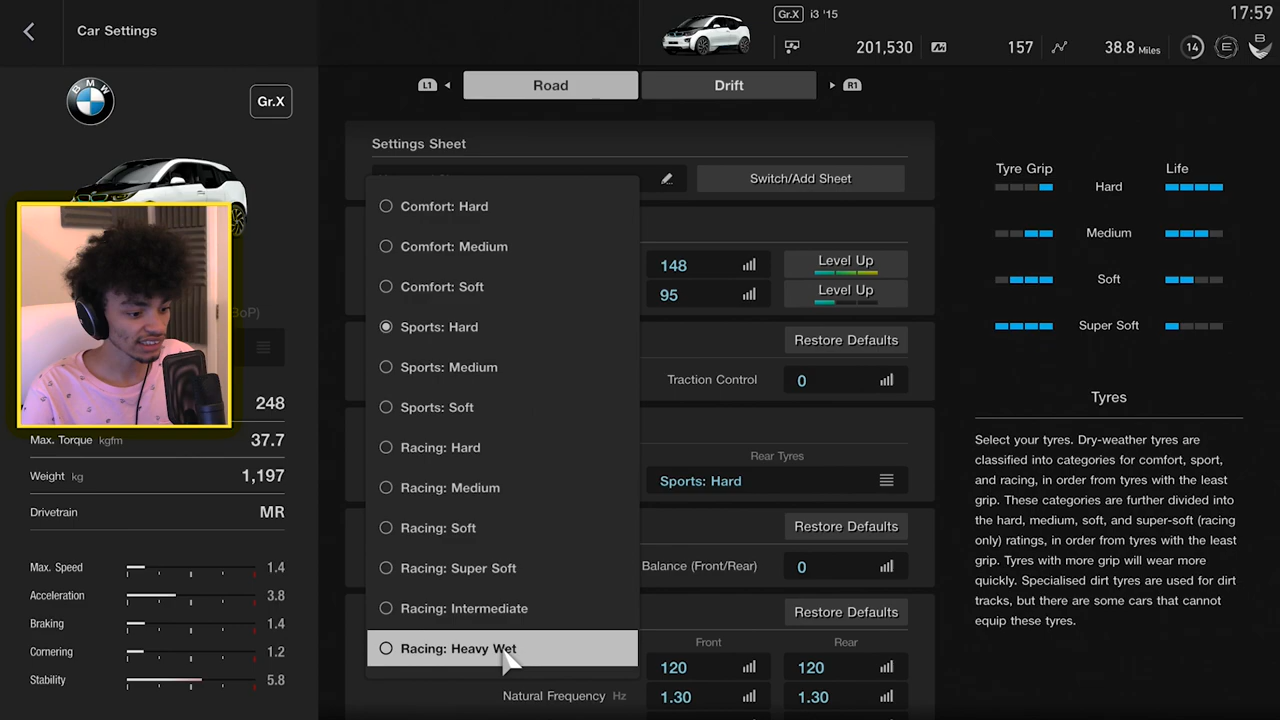 Car Settings
Gr.X i3 '15
17:59
201,530
157
38.8 Miles
14
E
B
Gr.X
L1 Road Drift R1
Settings Sheet
Switch/Add Sheet
Comfort: Hard
Comfort: Medium
Comfort: Soft
Sports: Hard
Sports: Medium
Sports: Soft
Racing: Hard
Racing: Medium
Racing: Soft
Racing: Super Soft
Racing: Intermediate
Racing: Heavy Wet
148 Level Up
95 Level Up
Restore Defaults
Traction Control 0
Rear Tyres
Sports: Hard
Restore Defaults
Balance (Front/Rear) 0
Restore Defaults
Front Rear
120 120
Natural Frequency Hz 1.30 1.30
BoP)
248
Max. Torque kgfm 37.7
Weight kg 1,197
Drivetrain MR
Max. Speed 1.4
Acceleration 3.8
Braking 1.4
Cornering 1.2
Stability 5.8
Tyre Grip Life
Hard
Medium
Soft
Super Soft
Tyres
Select your tyres. Dry-weather tyres are
classified into categories for comfort, sport,
and racing, in order from tyres with the least
grip. These categories are further divided into
the hard, medium, soft, and super-soft (racing
only) ratings, in order from tyres with the least
grip. Tyres with more grip will wear more
quickly. Specialised dirt tyres are used for dirt
tracks, but there are some cars that cannot
equip these tyres.